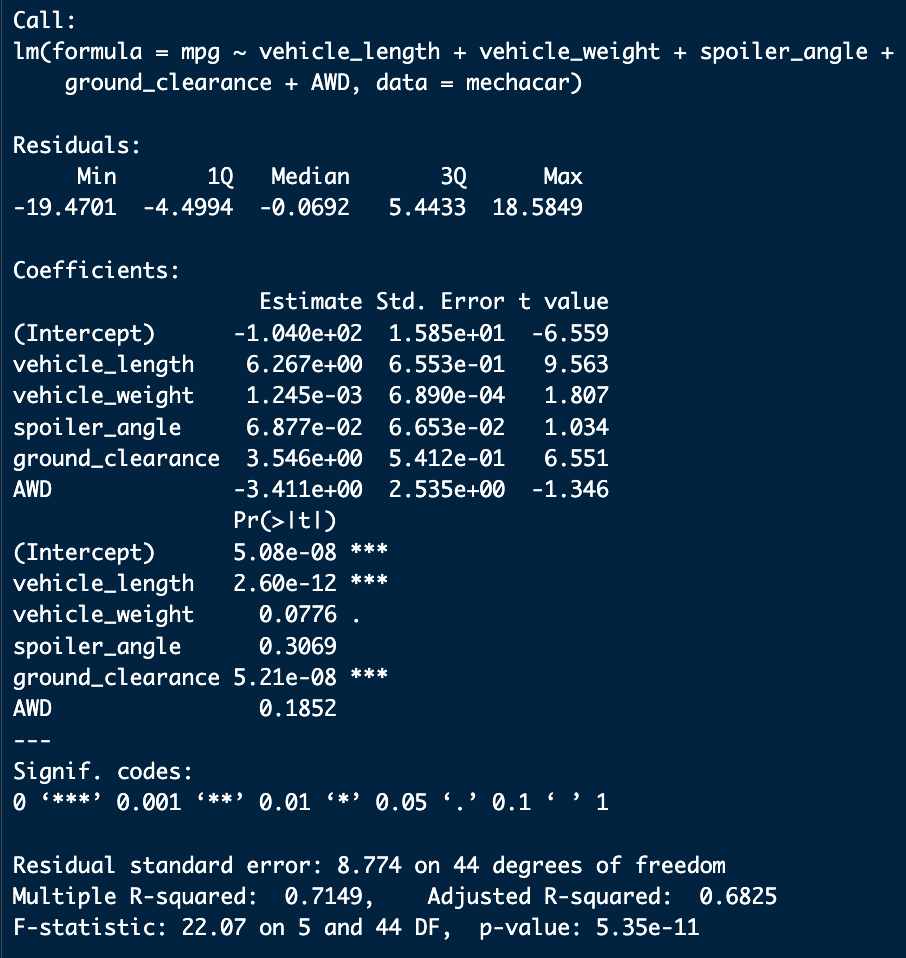 Call:
lm(formula = mpg ~ vehicle_length + vehicle_weight + spoiler_angle +
    ground_clearance + AWD, data = mechacar)

Residuals:
     Min       1Q   Median       3Q      Max
-19.4701  -4.4994  -0.0692   5.4433  18.5849

Coefficients:
                   Estimate Std. Error t value
(Intercept)      -1.040e+02  1.585e+01  -6.559
vehicle_length    6.267e+00  6.553e-01   9.563
vehicle_weight    1.245e-03  6.890e-04   1.807
spoiler_angle     6.877e-02  6.653e-02   1.034
ground_clearance  3.546e+00  5.412e-01   6.551
AWD              -3.411e+00  2.535e+00  -1.346
                 Pr(>|t|)
(Intercept)      5.08e-08 ***
vehicle_length   2.60e-12 ***
vehicle_weight     0.0776 .
spoiler_angle      0.3069
ground_clearance 5.21e-08 ***
AWD                0.1852
---
Signif. codes:
0 ‘***’ 0.001 ‘**’ 0.01 ‘*’ 0.05 ‘.’ 0.1 ‘ ’ 1

Residual standard error: 8.774 on 44 degrees of freedom
Multiple R-squared:  0.7149,    Adjusted R-squared:  0.6825
F-statistic: 22.07 on 5 and 44 DF,  p-value: 5.35e-11